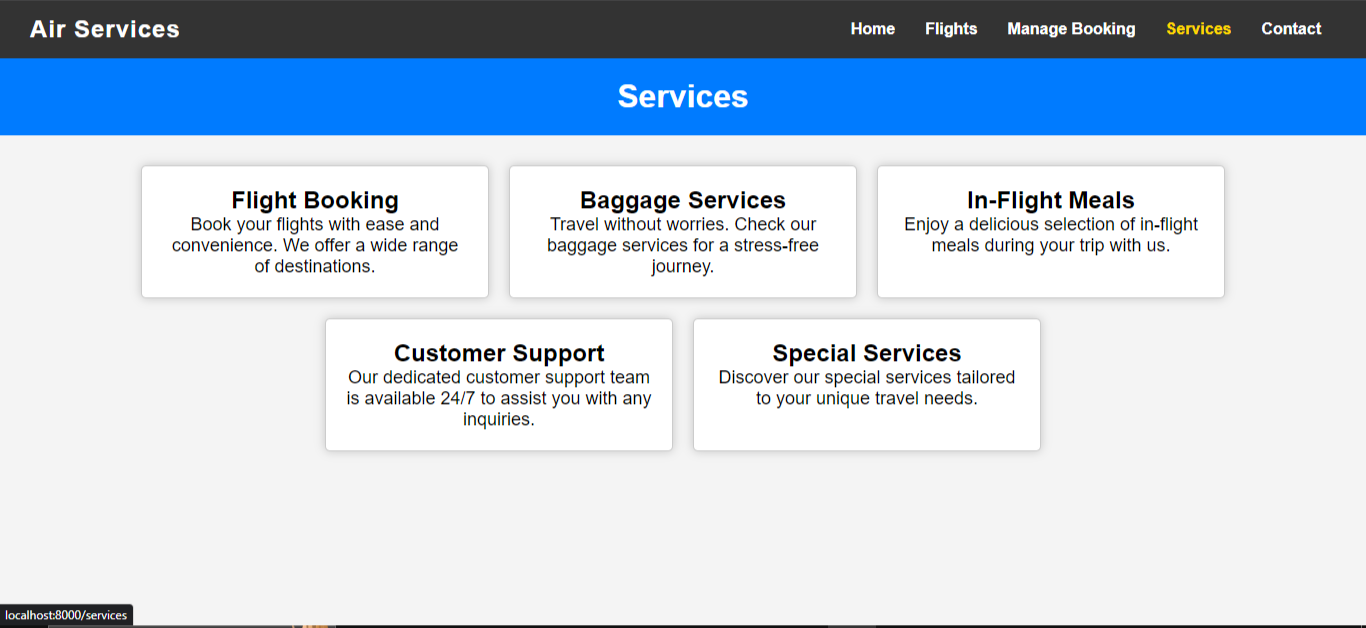 Air Services
Home Flights Manage Booking Services Contact
Services
Flight Booking
Book your flights with ease and
convenience. We offer a wide range
of destinations.
Baggage Services
Travel without worries. Check our
baggage services for a stress-free
journey.
In-Flight Meals
Enjoy a delicious selection of in-flight
meals during your trip with us.
Customer Support
Our dedicated customer support team
is available 24/7 to assist you with any
inquiries.
Special Services
Discover our special services tailored
to your unique travel needs.
localhost:8000/services